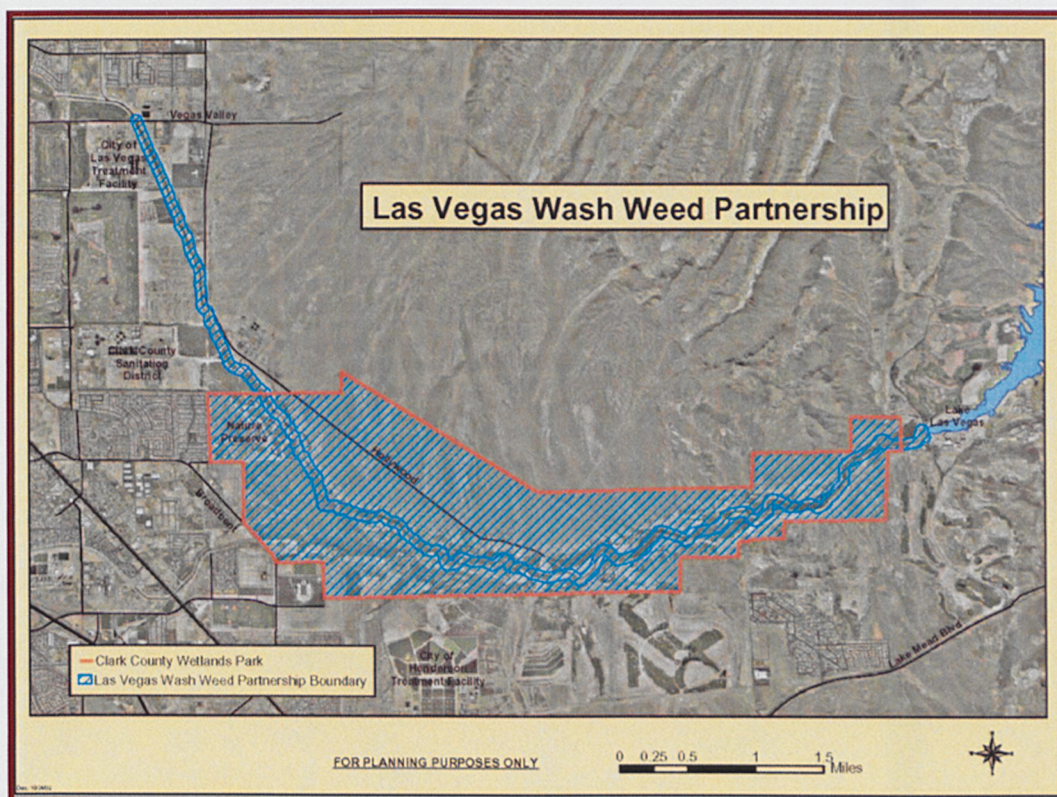 Vegas Valley
City of
Las Vegas
Treatment
Facility
Las Vegas Wash Weed Partnership
Clark County
Sanitation
District
Nature
Preserve
Hollywood
Broadbent
Lake
Las Vegas
Lake Mead Blvd
City of
Henderson
Treatment Facility
Clark County Wetlands Park
Las Vegas Wash Weed Partnership Boundary
FOR PLANNING PURPOSES ONLY
0 0.25 0.5 1 1.5
Miles